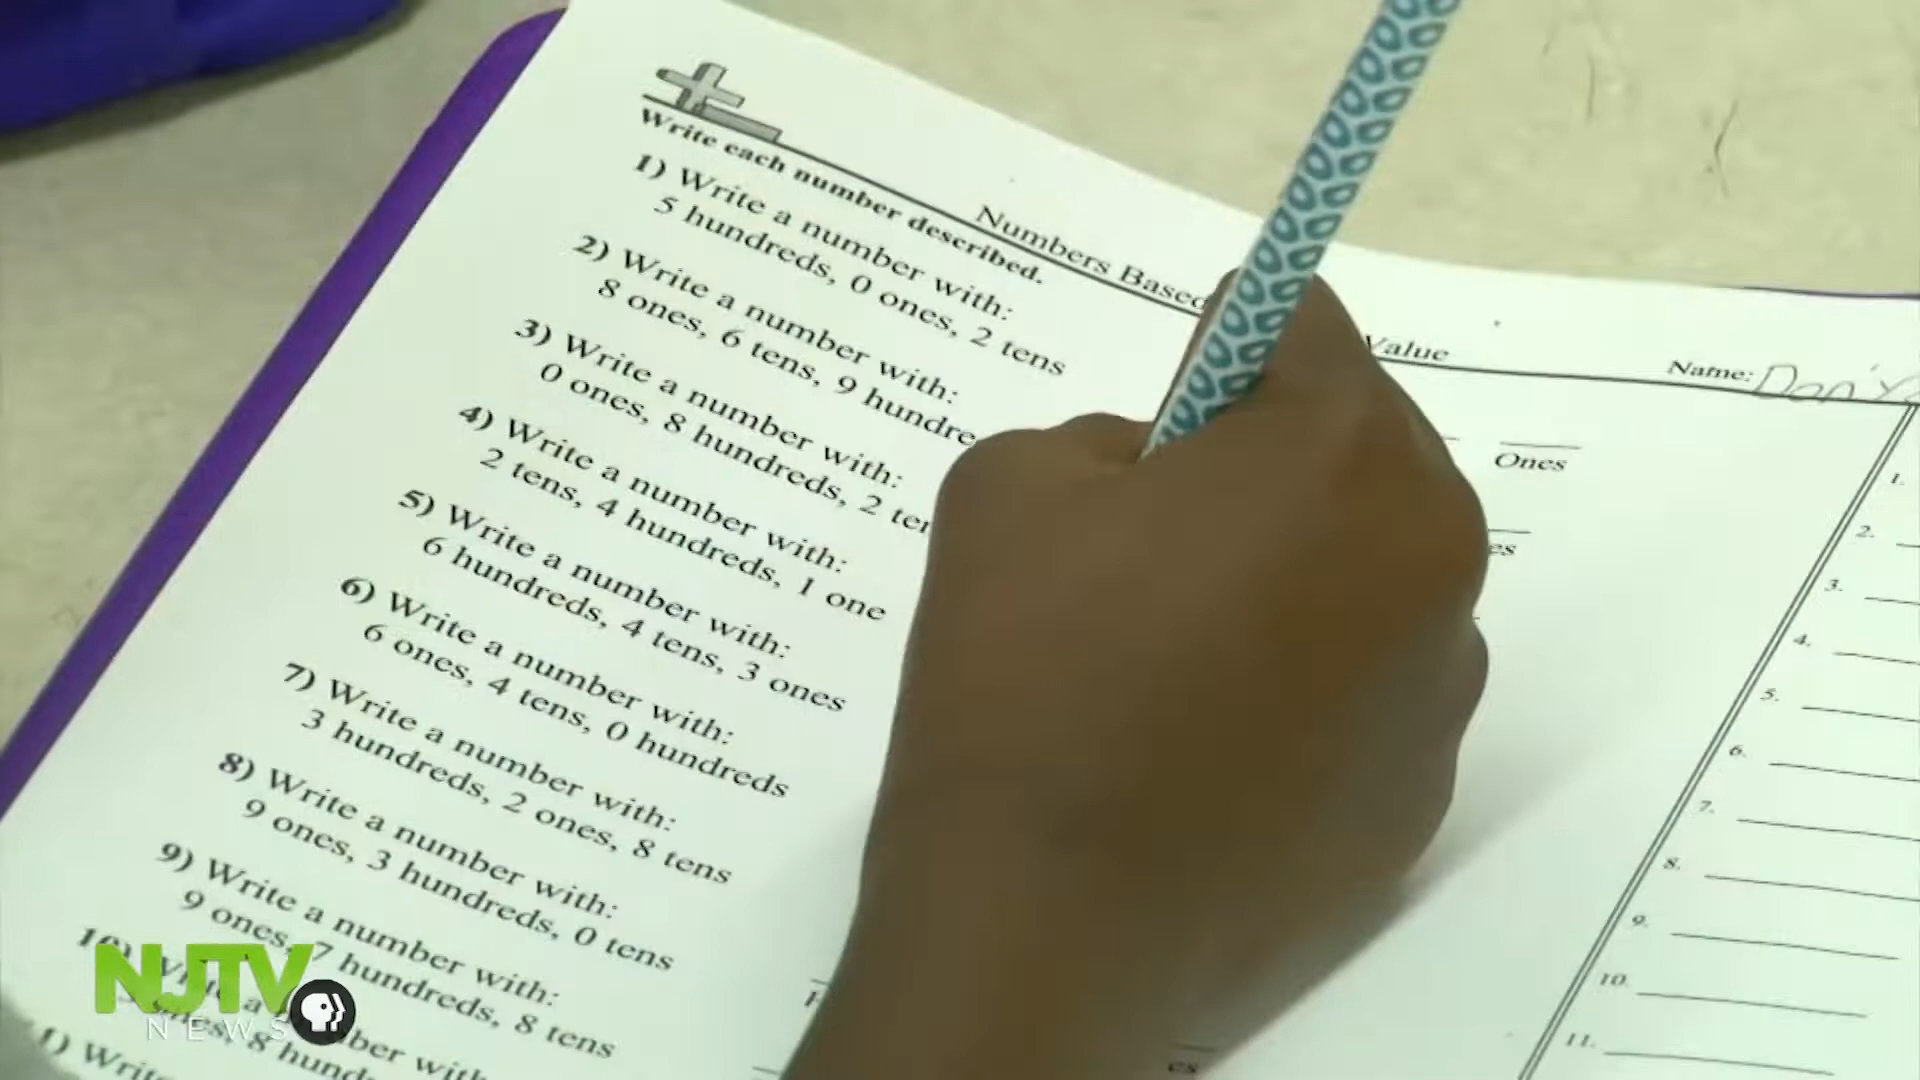 Numbers Based
Value
Name:
Write each number described.
1) Write a number with:
5 hundreds, 0 ones, 2 tens
2) Write a number with:
8 ones, 6 tens, 9 hundre
3) Write a number with:
0 ones, 8 hundreds, 2 ten
4) Write a number with:
2 tens, 4 hundreds, 1 one
5) Write a number with:
6 hundreds, 4 tens, 3 ones
6) Write a number with:
6 ones, 4 tens, 0 hundreds
7) Write a number with:
3 hundreds, 2 ones, 8 tens
8) Write a number with:
9 ones, 3 hundreds, 0 tens
9) Write a number with:
9 ones, 7 hundreds, 8 tens
10)
8
Ones
es
es
1.
2.
3.
4.
5.
6.
7.
8.
9.
10.
11.
NJTV
NEWS